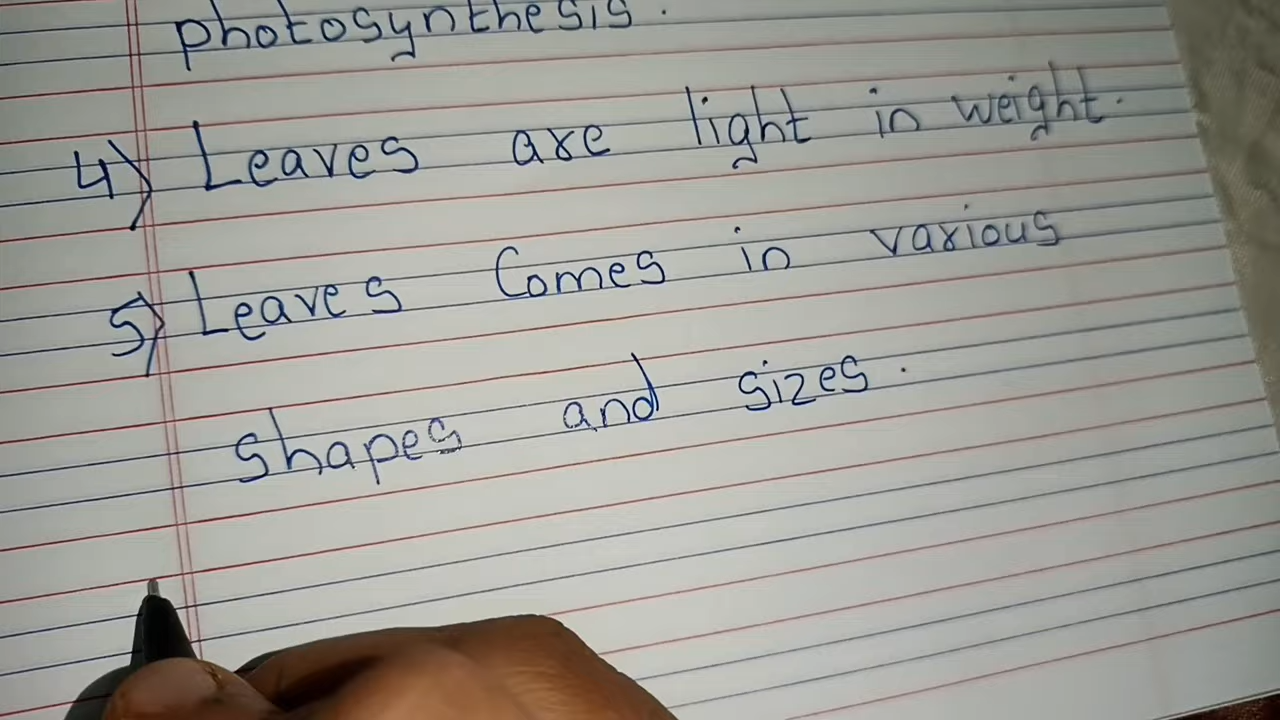 photosynthesis.
4) Leaves are light in weight.
5) Leaves Comes in various
shapes and sizes.